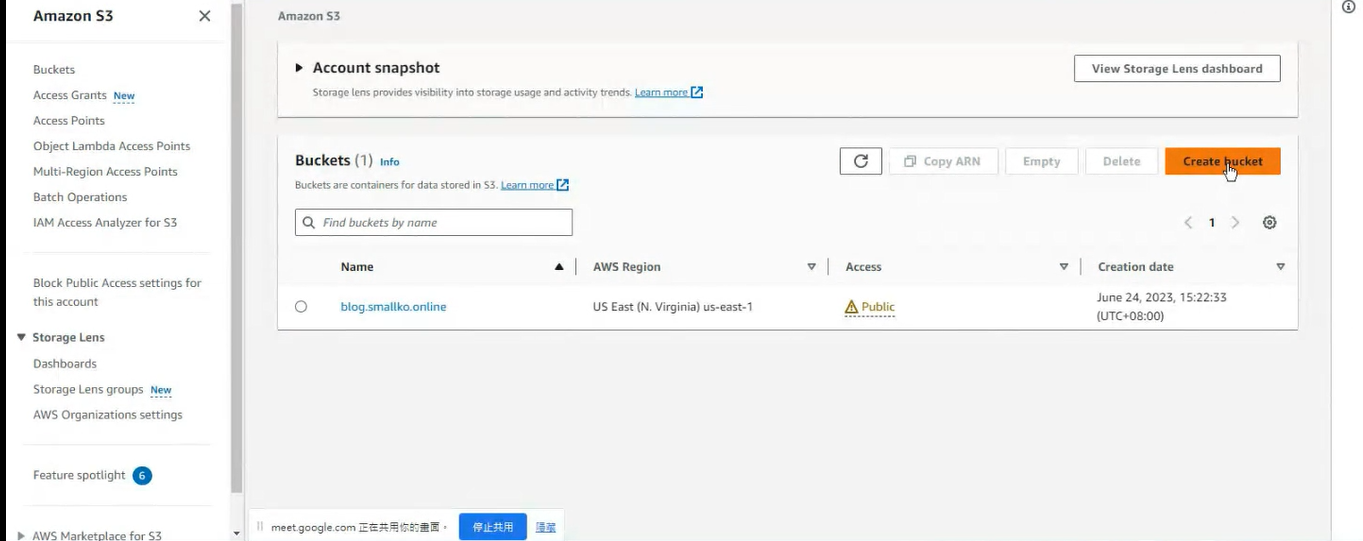 Amazon S3
Buckets
Access Grants New
Access Points
Object Lambda Access Points
Multi-Region Access Points
Batch Operations
IAM Access Analyzer for S3
Block Public Access settings for
this account
Storage Lens
Dashboards
Storage Lens groups New
AWS Organizations settings
Feature spotlight 6
AWS Marketplace for S3
Amazon S3
Account snapshot
View Storage Lens dashboard
Storage lens provides visibility into storage usage and activity trends. Learn more
Buckets (1) Info
Copy ARN Empty Delete Create bucket
Buckets are containers for data stored in S3. Learn more
Find buckets by name
1
Name AWS Region Access Creation date
blog.smallko.online US East (N. Virginia) us-east-1 Public June 24, 2023, 15:22:33
(UTC+08:00)
meet.google.com 正在共用你的畫面。 停止共用 隱藏